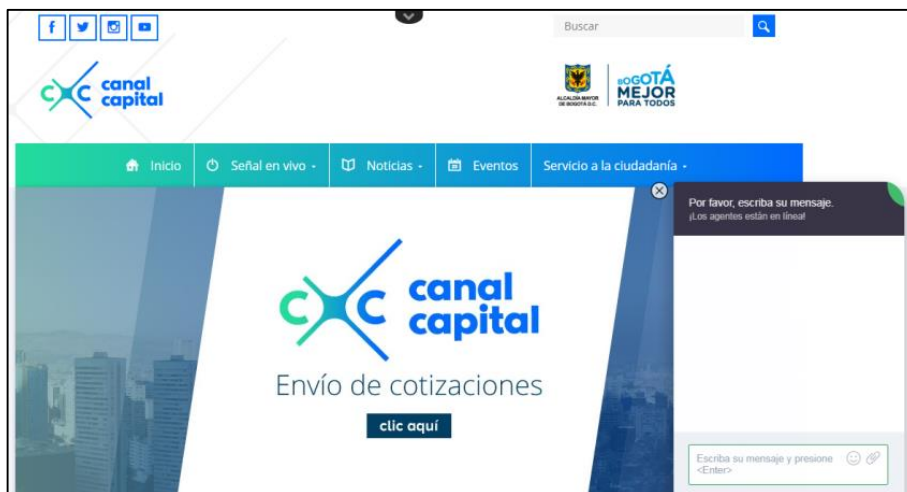 Buscar
canal
capital
ALCALDÍA MAYOR
DE BOGOTÁ D.C.
BOGOTÁ
MEJOR
PARA TODOS
Inicio
Señal en vivo
Noticias
Eventos
Servicio a la ciudadanía
Por favor, escriba su mensaje.
¡Los agentes están en línea!
cxc canal
capital
Envío de cotizaciones
clic aquí
Escriba su mensaje y presione
<Enter>